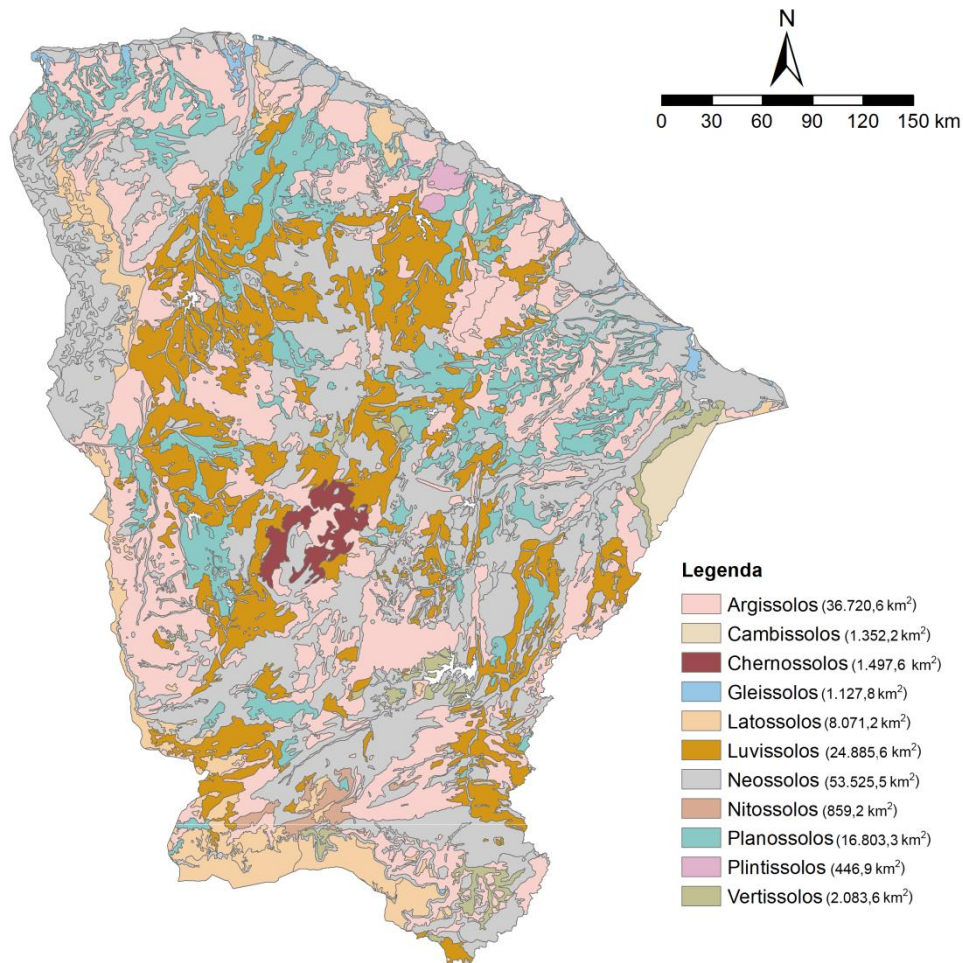 N
0 30 60 90 120 150 km
Legenda
Argissolos (36.720,6 km²)
Cambissolos (1.352,2 km²)
Chernossolos (1.497,6 km²)
Gleissolos (1.127,8 km²)
Latossolos (8.071,2 km²)
Luvissolos (24.885,6 km²)
Neossolos (53.525,5 km²)
Nitossolos (859,2 km²)
Planossolos (16.803,3 km²)
Plintissolos (446,9 km²)
Vertissolos (2.083,6 km²)